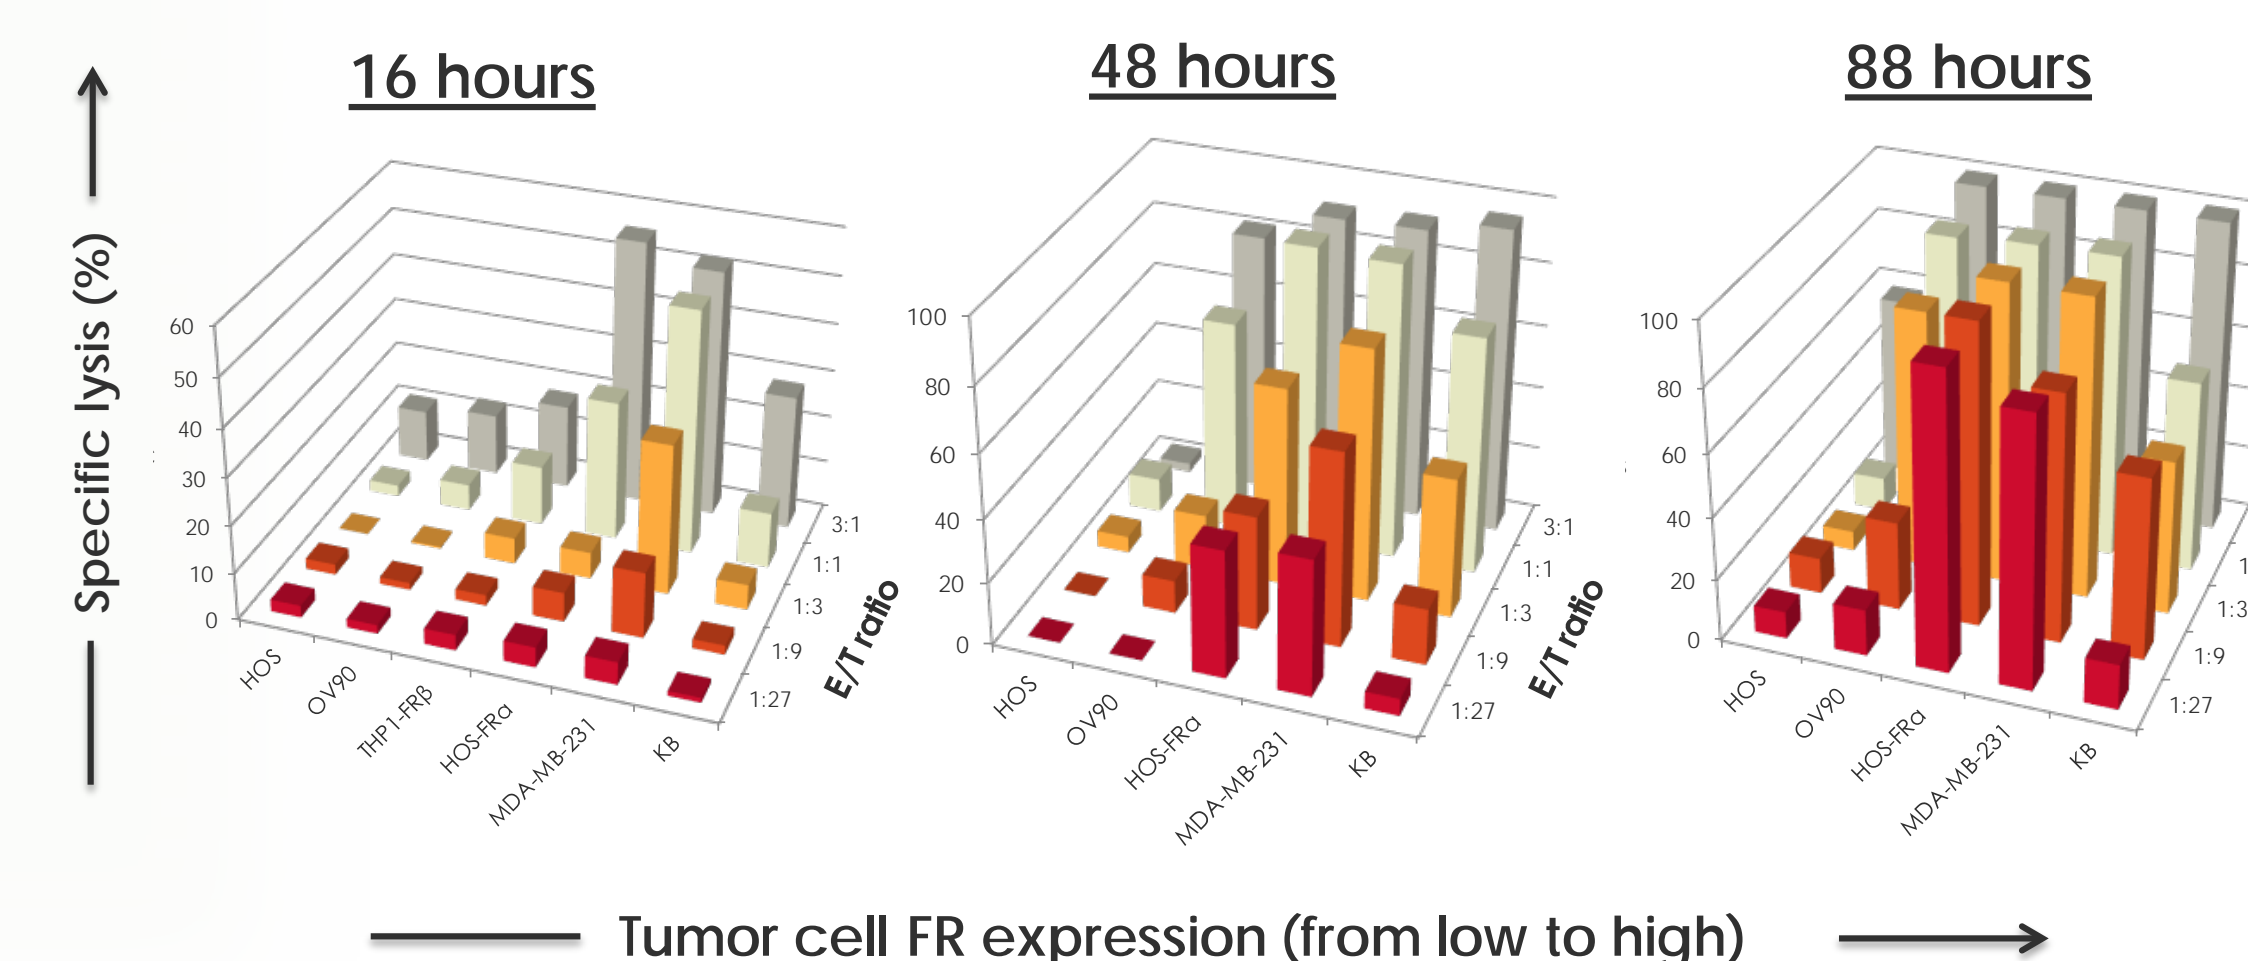 16 hours
48 hours
88 hours
Specific lysis (%)
60
50
40
30
20
10
0
HOS
OV90
THP1-FRβ
HOS-FRα
MDA-MB-231
KB
3:1
1:1
1:3
1:9
1:27
E/T ratio
100
80
60
40
20
0
HOS
OV90
HOS-FRα
MDA-MB-231
KB
3:1
1:1
1:3
1:9
1:27
E/T ratio
100
80
60
40
20
0
HOS
OV90
HOS-FRα
MDA-MB-231
KB
1:3
1:9
1:27
Tumor cell FR expression (from low to high)